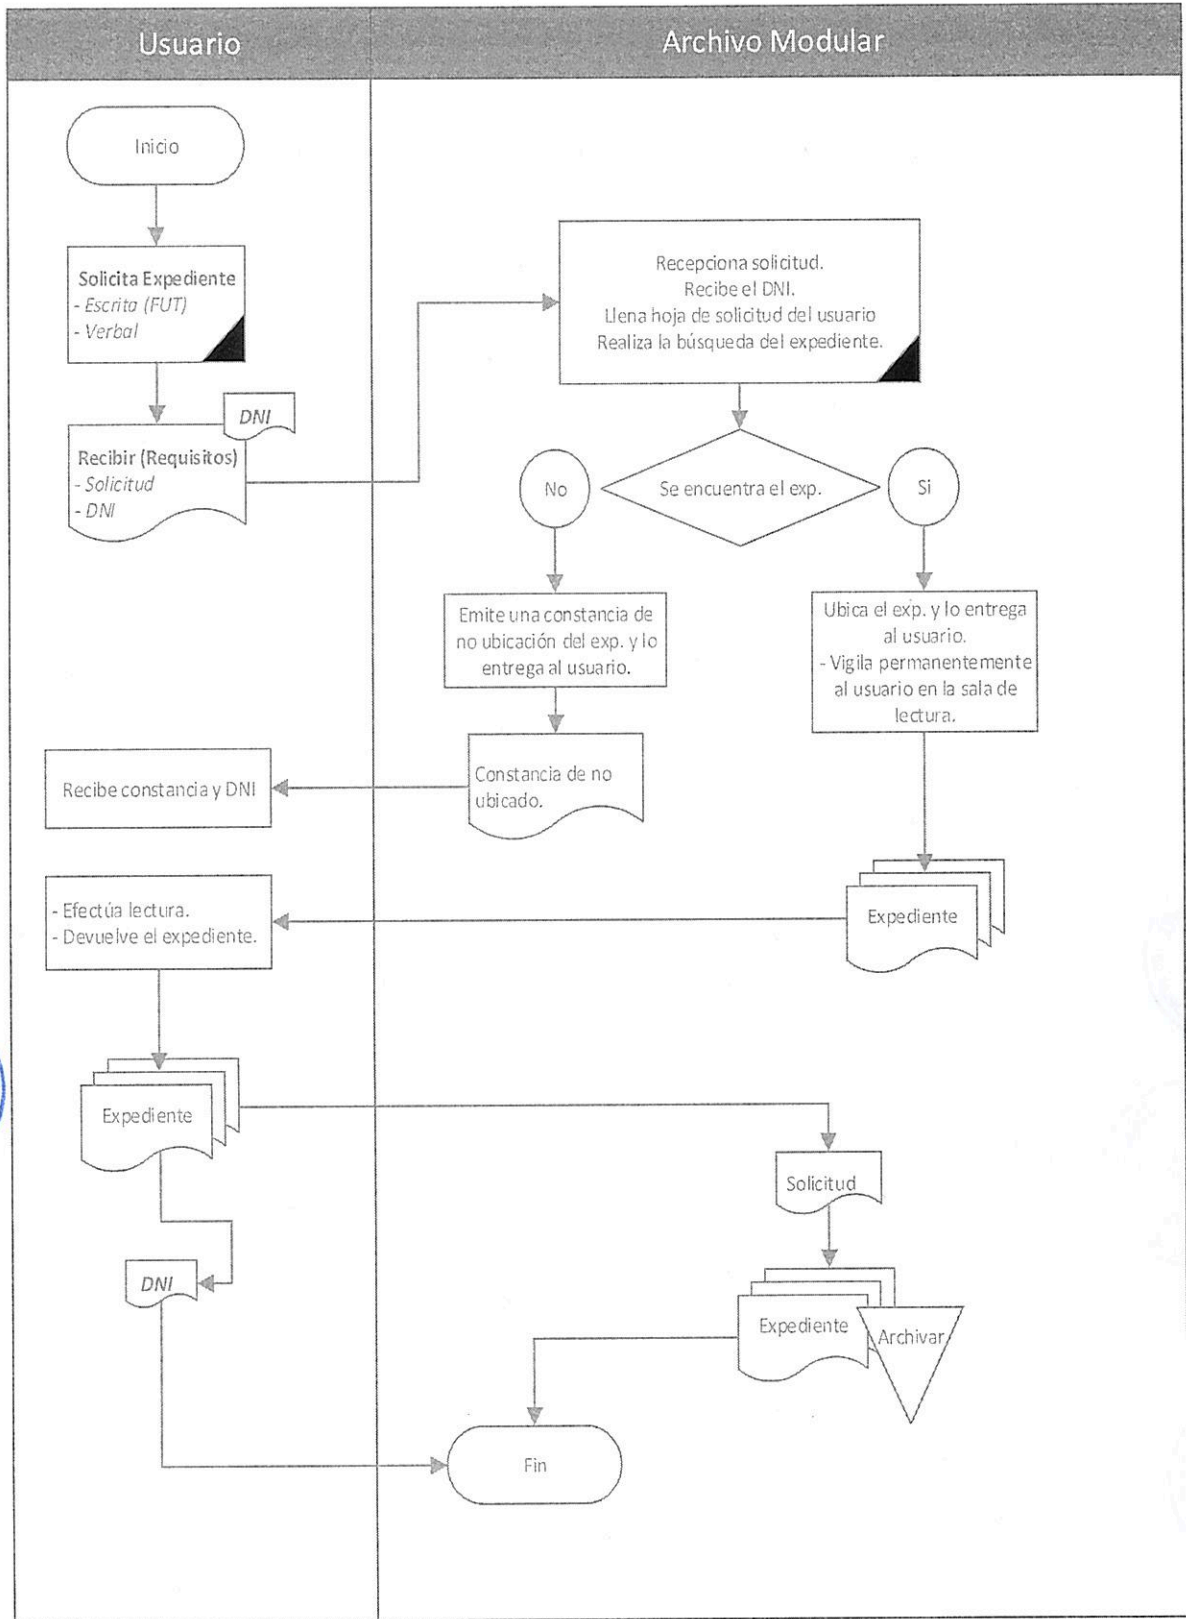 Usuario
Archivo Modular
Inicio
Solicita Expediente
- Escrita (FUT)
- Verbal
DNI
Recibir (Requisitos)
- Solicitud
- DNI
Recepciona solicitud.
Recibe el DNI.
Llena hoja de solicitud del usuario
Realiza la búsqueda del expediente.
No
Se encuentra el exp.
Si
Emite una constancia de
no ubicación del exp. y lo
entrega al usuario.
Ubica el exp. y lo entrega
al usuario.
- Vigila permanentemente
al usuario en la sala de
lectura.
Constancia de no
ubicado.
Recibe constancia y DNI
- Efectúa lectura.
- Devuelve el expediente.
Expediente
Expediente
Solicitud
DNI
Expediente
Archivar
Fin